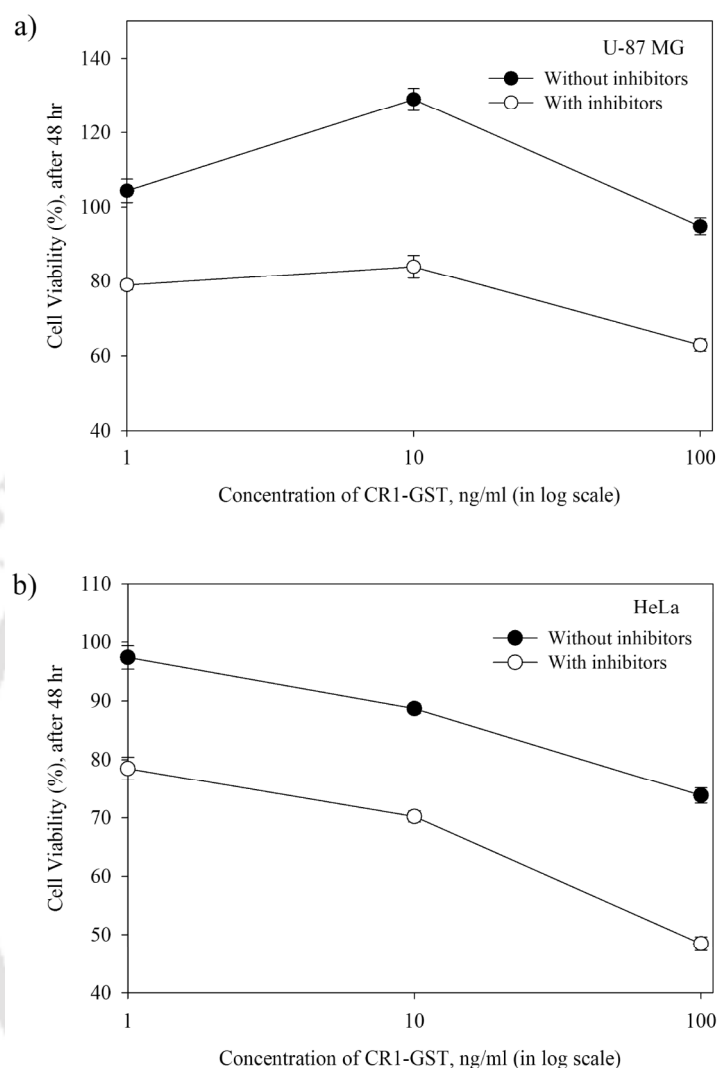 a)
U-87 MG
Without inhibitors
With inhibitors
140
120
100
80
60
40
Cell Viability (%), after 48 hr
1 10 100
Concentration of CR1-GST, ng/ml (in log scale)
b)
HeLa
Without inhibitors
With inhibitors
110
100
90
80
70
60
50
40
Cell Viability (%), after 48 hr
1 10 100
Concentration of CR1-GST, ng/ml (in log scale)